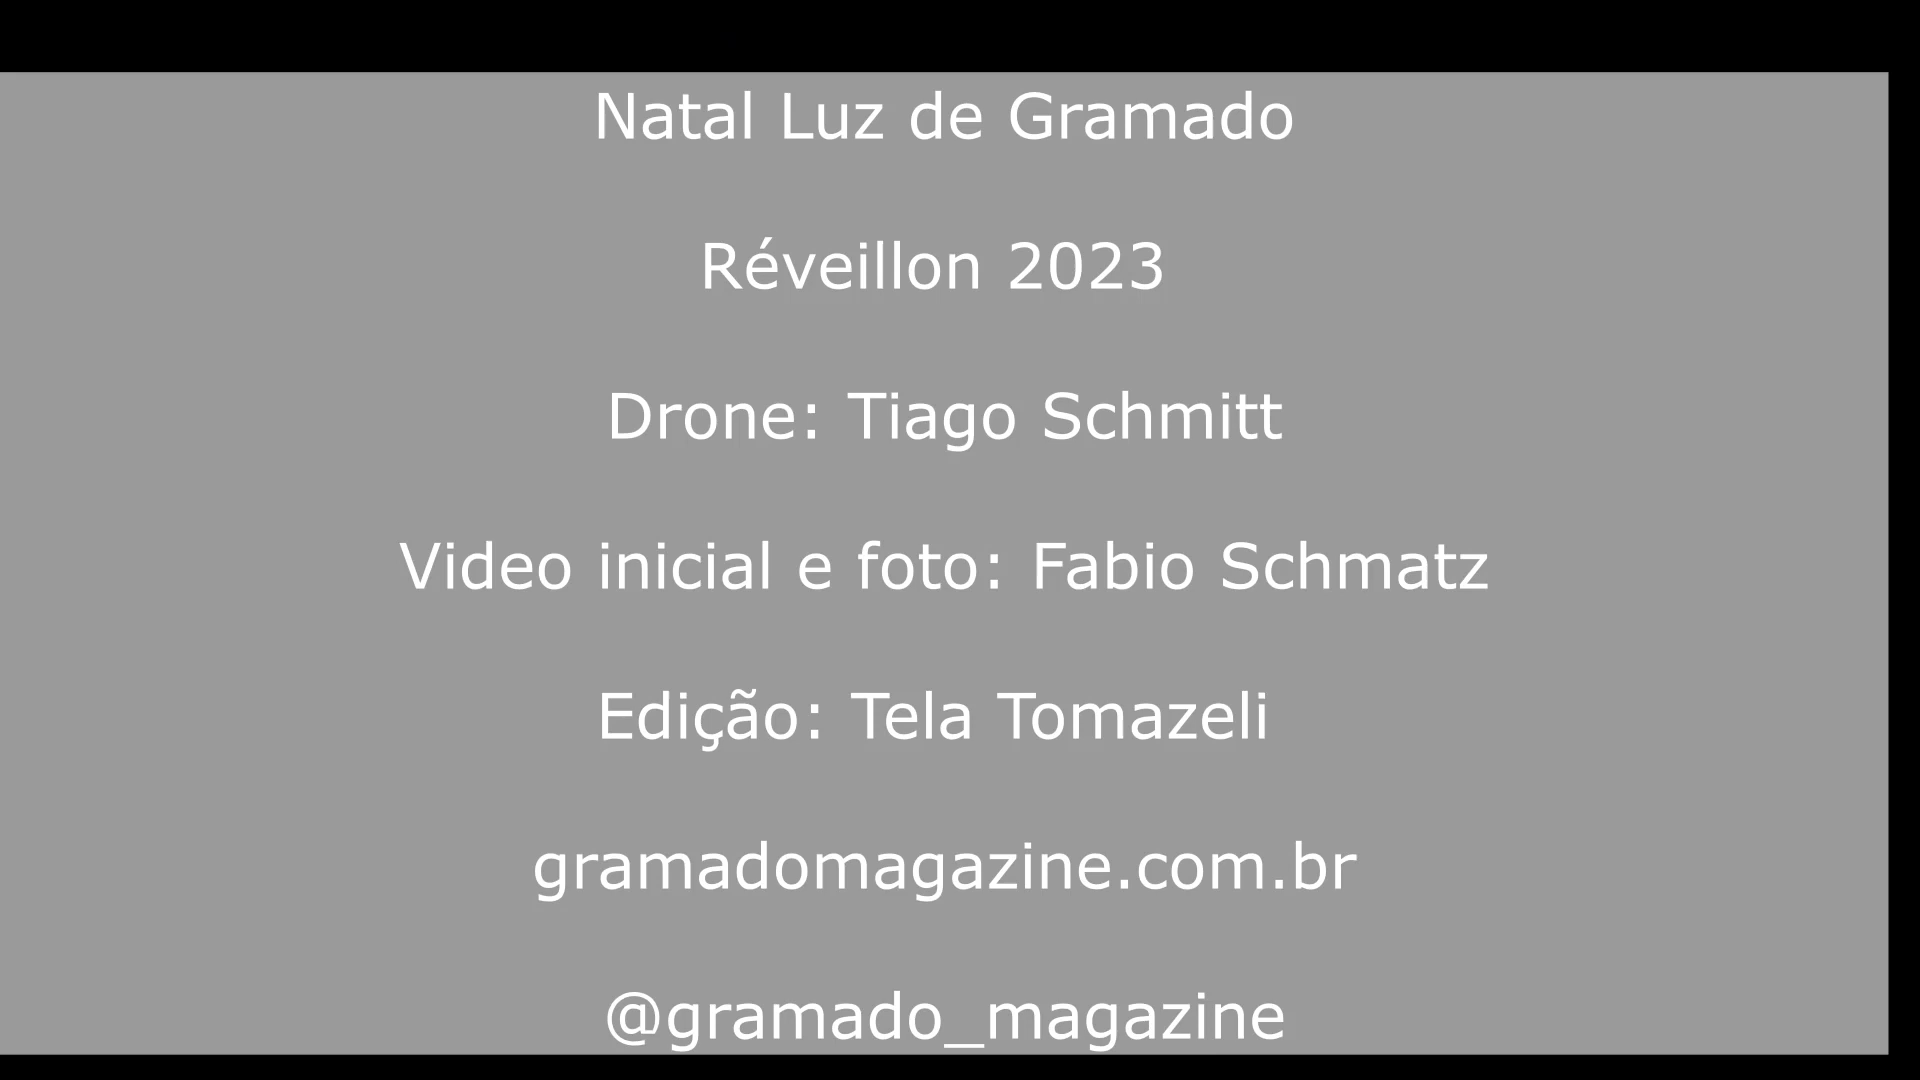 Natal Luz de Gramado
Réveillon 2023
Drone: Tiago Schmitt
Video inicial e foto: Fabio Schmatz
Edição: Tela Tomazeli
gramadomagazine.com.br
@gramado_magazine